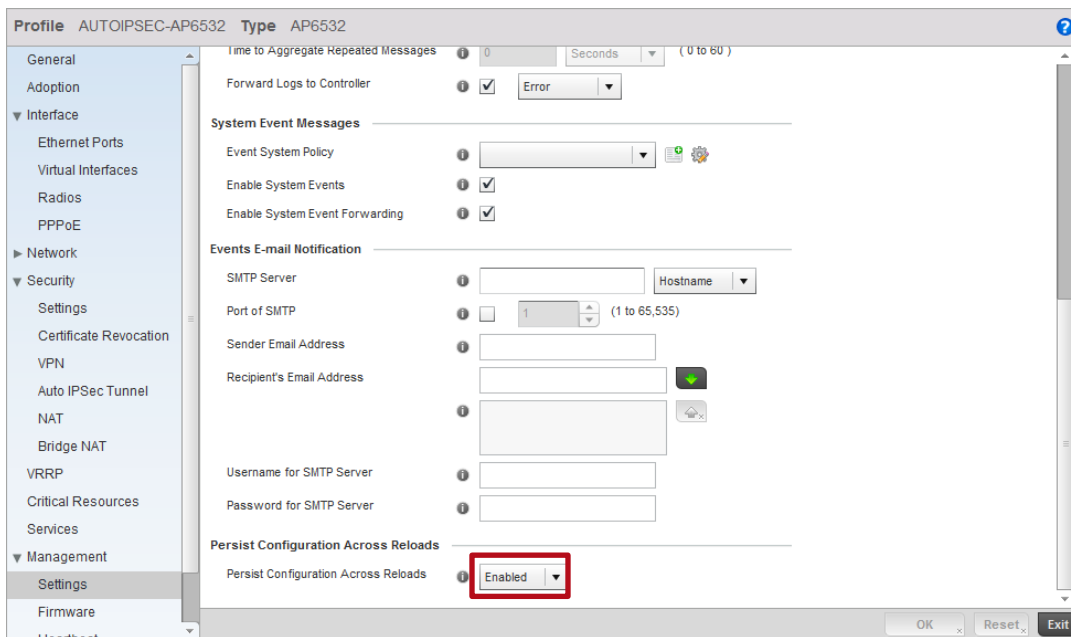 Profile AUTOIPSEC-AP6532 Type AP6532
General
Adoption
Interface
Ethernet Ports
Virtual Interfaces
Radios
PPPoE
Network
Security
Settings
Certificate Revocation
VPN
Auto IPSec Tunnel
NAT
Bridge NAT
VRRP
Critical Resources
Services
Management
Settings
Firmware
Heartbeat
Time to Aggregate Repeated Messages 0 Seconds ( 0 to 60 )
Forward Logs to Controller Error
System Event Messages
Event System Policy
Enable System Events
Enable System Event Forwarding
Events E-mail Notification
SMTP Server Hostname
Port of SMTP 1 (1 to 65,535)
Sender Email Address
Recipient's Email Address
Username for SMTP Server
Password for SMTP Server
Persist Configuration Across Reloads
Persist Configuration Across Reloads Enabled
OK Reset Exit